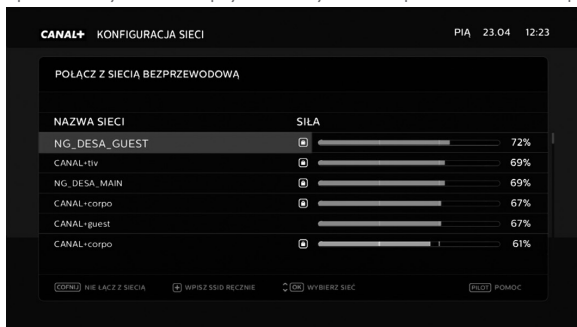 CANAL+ KONFIGURACJA SIECI PIĄ 23.04 12:23
POŁĄCZ Z SIECIĄ BEZPRZEWODOWĄ
NAZWA SIECI SIŁA
NG_DESA_GUEST 72%
CANAL+tiv 69%
NG_DESA_MAIN 69%
CANAL+corpo 67%
CANAL+guest 67%
CANAL+corpo 61%
COFNIJ NIE ŁĄCZ Z SIECIĄ + WPISZ SSID RĘCZNIE OK WYBIERZ SIEĆ PILOT POMOC